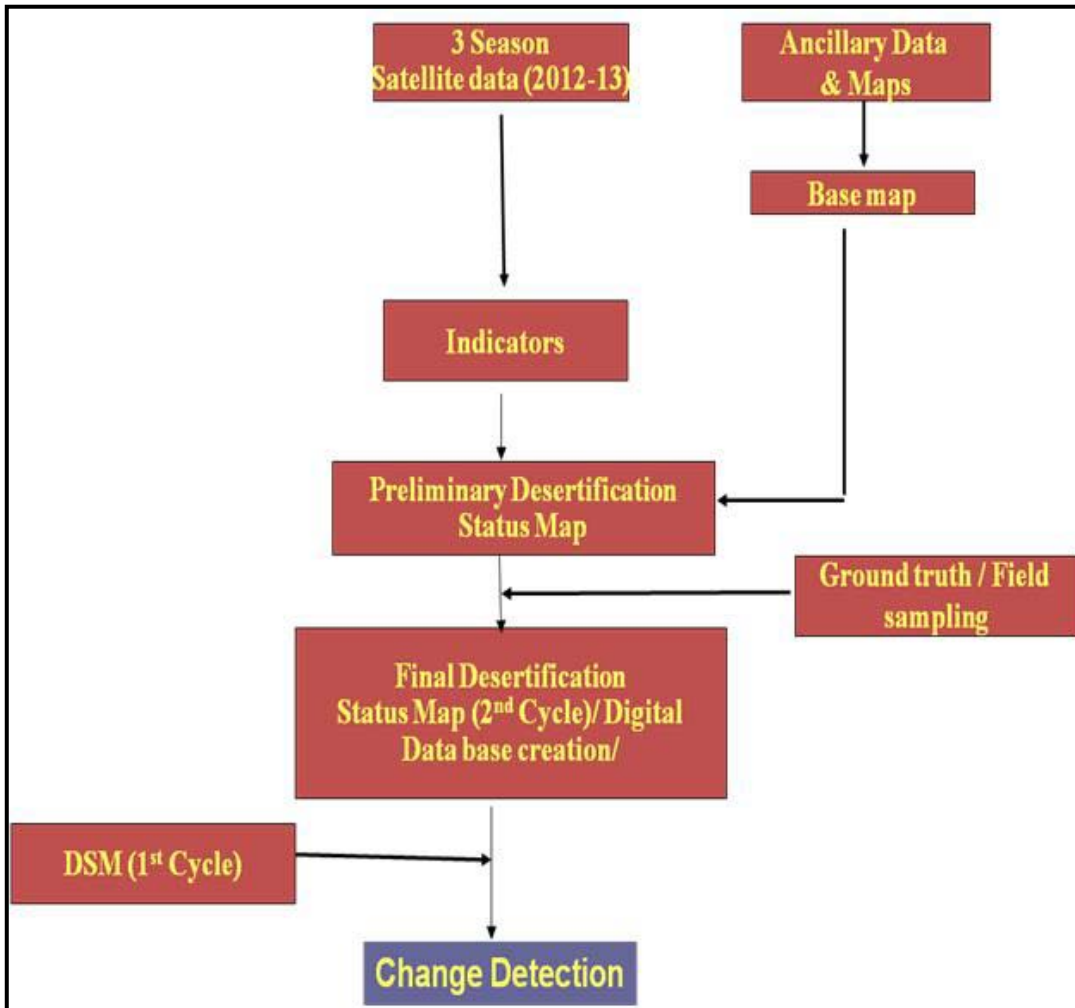 3 Season
Satellite data (2012-13)
Ancillary Data
& Maps
Base map
Indicators
Preliminary Desertification
Status Map
Ground truth / Field
sampling
Final Desertification
Status Map (2nd Cycle)/ Digital
Data base creation/
DSM (1st Cycle)
Change Detection